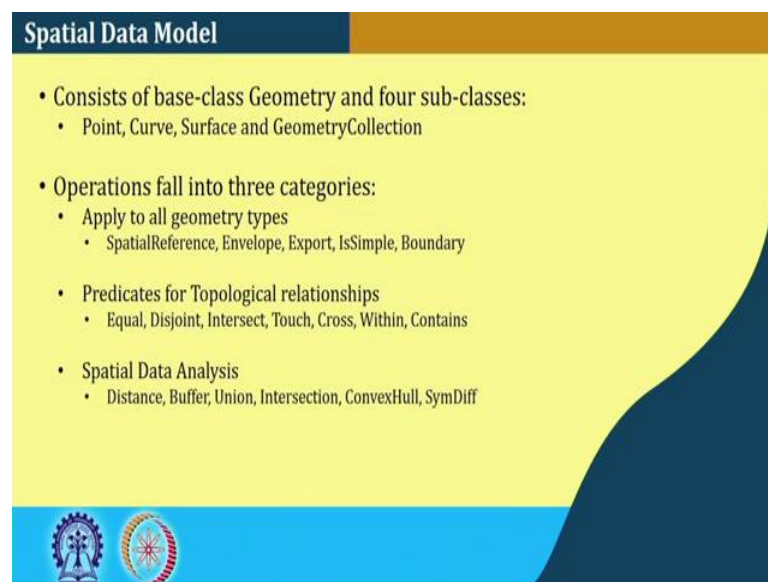 Spatial Data Model
• Consists of base-class Geometry and four sub-classes:
• Point, Curve, Surface and GeometryCollection
• Operations fall into three categories:
• Apply to all geometry types
• SpatialReference, Envelope, Export, IsSimple, Boundary
• Predicates for Topological relationships
• Equal, Disjoint, Intersect, Touch, Cross, Within, Contains
• Spatial Data Analysis
• Distance, Buffer, Union, Intersection, ConvexHull, SymDiff